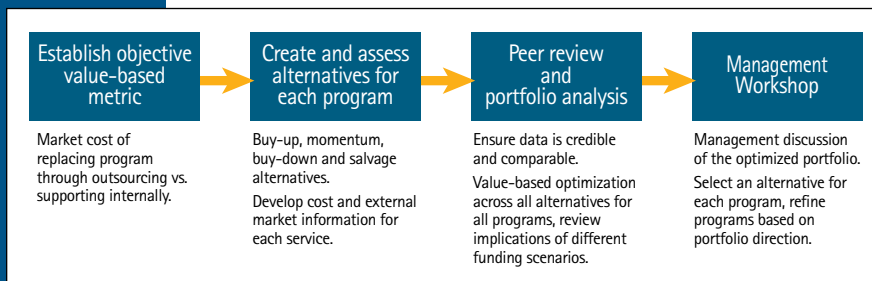 Establish objective
value-based
metric
Market cost of
replacing program
through outsourcing vs.
supporting internally.
Create and assess
alternatives for
each program
Buy-up, momentum,
buy-down and salvage
alternatives.
Develop cost and external
market information for
each service.
Peer review
and
portfolio analysis
Ensure data is credible
and comparable.
Value-based optimization
across all alternatives for
all programs, review
implications of different
funding scenarios.
Management
Workshop
Management discussion
of the optimized portfolio.
Select an alternative for
each program, refine
programs based on
portfolio direction.